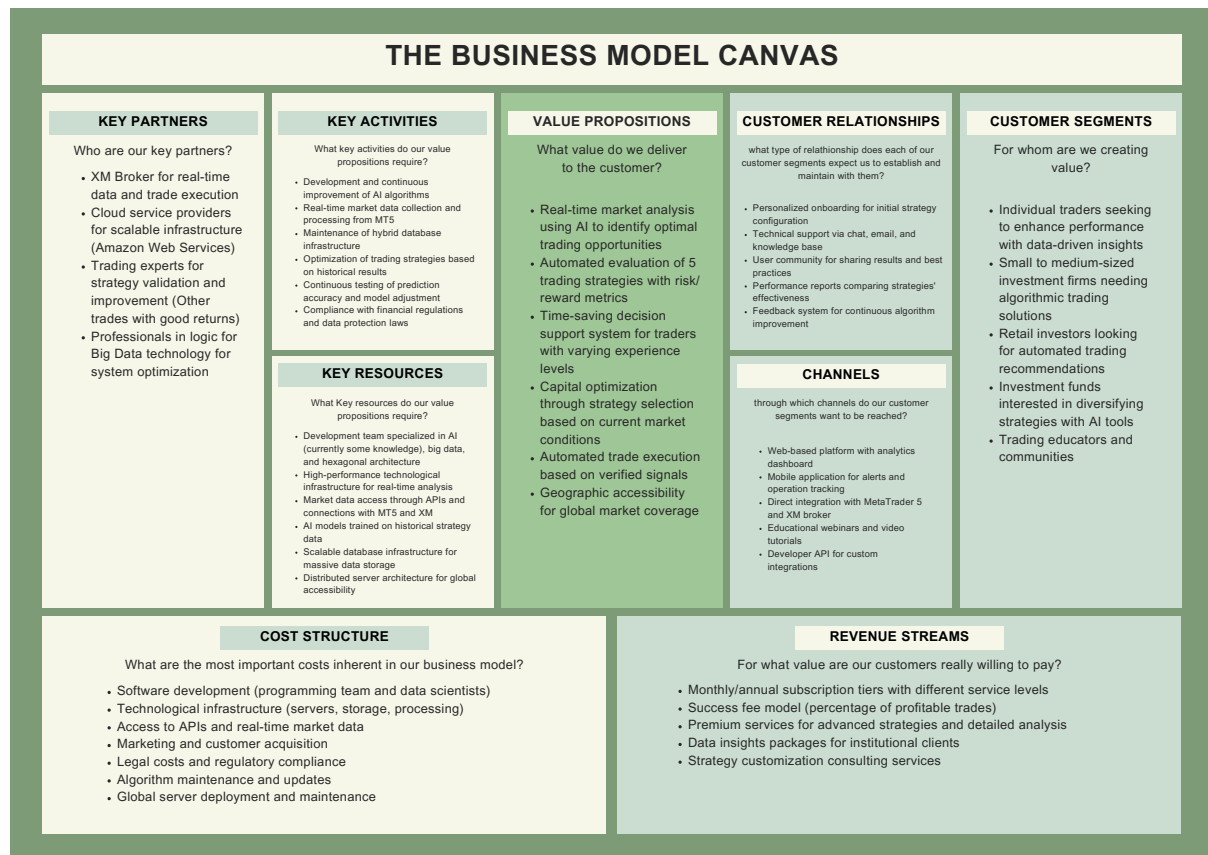 THE BUSINESS MODEL CANVAS
KEY PARTNERS
Who are our key partners?
• XM Broker for real-time
data and trade execution
• Cloud service providers
for scalable infrastructure
(Amazon Web Services)
• Trading experts for
strategy validation and
improvement (Other
trades with good returns)
• Professionals in logic for
Big Data technology for
system optimization
KEY ACTIVITIES
What key activities do our value
propositions require?
• Development and continuous
improvement of AI algorithms
• Real-time market data collection and
processing from MT5
• Maintenance of hybrid database
infrastructure
• Optimization of trading strategies based
on historical results
• Continuous testing of prediction
accuracy and model adjustment
• Compliance with financial regulations
and data protection laws
KEY RESOURCES
What Key resources do our value
propositions require?
• Development team specialized in AI
(currently some knowledge), big data,
and hexagonal architecture
• High-performance technological
infrastructure for real-time analysis
• Market data access through APIs and
connections with MT5 and XM
• AI models trained on historical strategy
data
• Scalable database infrastructure for
massive data storage
• Distributed server architecture for global
accessibility
VALUE PROPOSITIONS
What value do we deliver
to the customer?
• Real-time market analysis
using AI to identify optimal
trading opportunities
• Automated evaluation of 5
trading strategies with risk/
reward metrics
• Time-saving decision
support system for traders
with varying experience
levels
• Capital optimization
through strategy selection
based on current market
conditions
• Automated trade execution
based on verified signals
• Geographic accessibility
for global market coverage
CUSTOMER RELATIONSHIPS
what type of relathionship does each of our
customer segments expect us to establish and
maintain with them?
• Personalized onboarding for initial strategy
configuration
• Technical support via chat, email, and
knowledge base
• User community for sharing results and best
practices
• Performance reports comparing strategies'
effectiveness
• Feedback system for continuous algorithm
improvement
CHANNELS
through which channels do our customer
segments want to be reached?
• Web-based platform with analytics
dashboard
• Mobile application for alerts and
operation tracking
• Direct integration with MetaTrader 5
and XM broker
• Educational webinars and video
tutorials
• Developer API for custom
integrations
CUSTOMER SEGMENTS
For whom are we creating
value?
• Individual traders seeking
to enhance performance
with data-driven insights
• Small to medium-sized
investment firms needing
algorithmic trading
solutions
• Retail investors looking
for automated trading
recommendations
• Investment funds
interested in diversifying
strategies with AI tools
• Trading educators and
communities
COST STRUCTURE
What are the most important costs inherent in our business model?
• Software development (programming team and data scientists)
• Technological infrastructure (servers, storage, processing)
• Access to APIs and real-time market data
• Marketing and customer acquisition
• Legal costs and regulatory compliance
• Algorithm maintenance and updates
• Global server deployment and maintenance
REVENUE STREAMS
For what value are our customers really willing to pay?
• Monthly/annual subscription tiers with different service levels
• Success fee model (percentage of profitable trades)
• Premium services for advanced strategies and detailed analysis
• Data insights packages for institutional clients
• Strategy customization consulting services